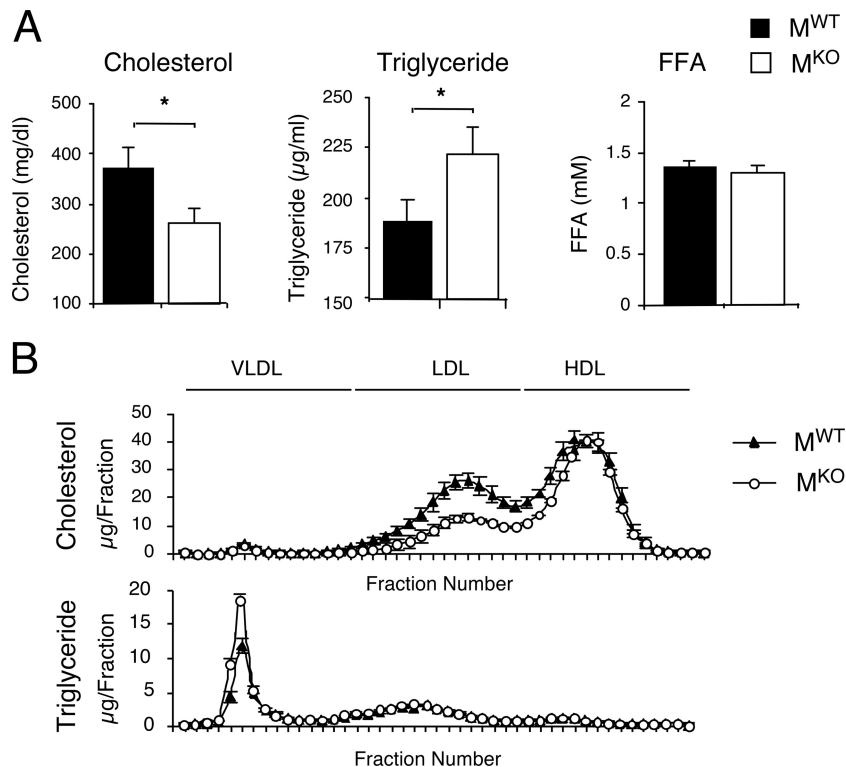 A
M^WT
M^KO
Cholesterol
Triglyceride
FFA
Cholesterol (mg/dl)
500
400
300
200
100
*
Triglyceride (µg/ml)
250
225
200
175
150
*
FFA (mM)
2
1.5
1
0.5
0
B
VLDL
LDL
HDL
Cholesterol
µg/Fraction
50
40
30
20
10
0
Fraction Number
M^WT
M^KO
Triglyceride
µg/Fraction
20
15
10
5
0
Fraction Number